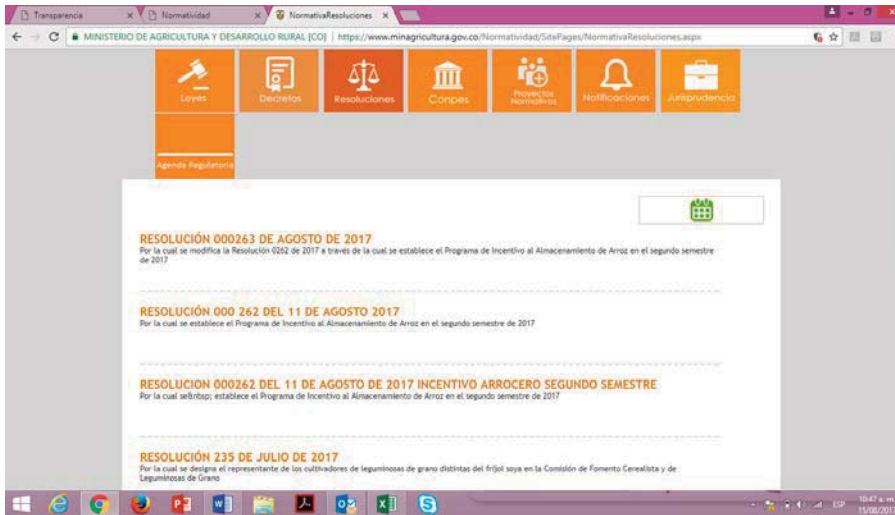 Transparencia
Normatividad
NormativaResoluciones
MINISTERIO DE AGRICULTURA Y DESARROLLO RURAL [CO] | https://www.minagricultura.gov.co/Normatividad/SitePages/NormativaResoluciones.aspx
Leyes
Decretos
Resoluciones
Conpes
Proyectos
Normativos
Notificaciones
Jurisprudencia
Agenda Regulatoria
RESOLUCIÓN 000263 DE AGOSTO DE 2017
Por la cual se modifica la Resolución 0262 de 2017 a través de la cual se establece el Programa de Incentivo al Almacenamiento de Arroz en el segundo semestre
de 2017
RESOLUCIÓN 000 262 DEL 11 DE AGOSTO 2017
Por la cual se establece el Programa de Incentivo al Almacenamiento de Arroz en el segundo semestre de 2017
RESOLUCION 000262 DEL 11 DE AGOSTO DE 2017 INCENTIVO ARROCERO SEGUNDO SEMESTRE
Por la cual se&nbsp; establece el Programa de Incentivo al Almacenamiento de Arroz en el segundo semestre de 2017
RESOLUCIÓN 235 DE JULIO DE 2017
Por la cual se designa el representante de los cultivadores de leguminosas de grano distintas del fríjol soya en la Comisión de Fomento Cerealista y de
Leguminosas de Grano
ESP
10:47 a. m.
15/08/201